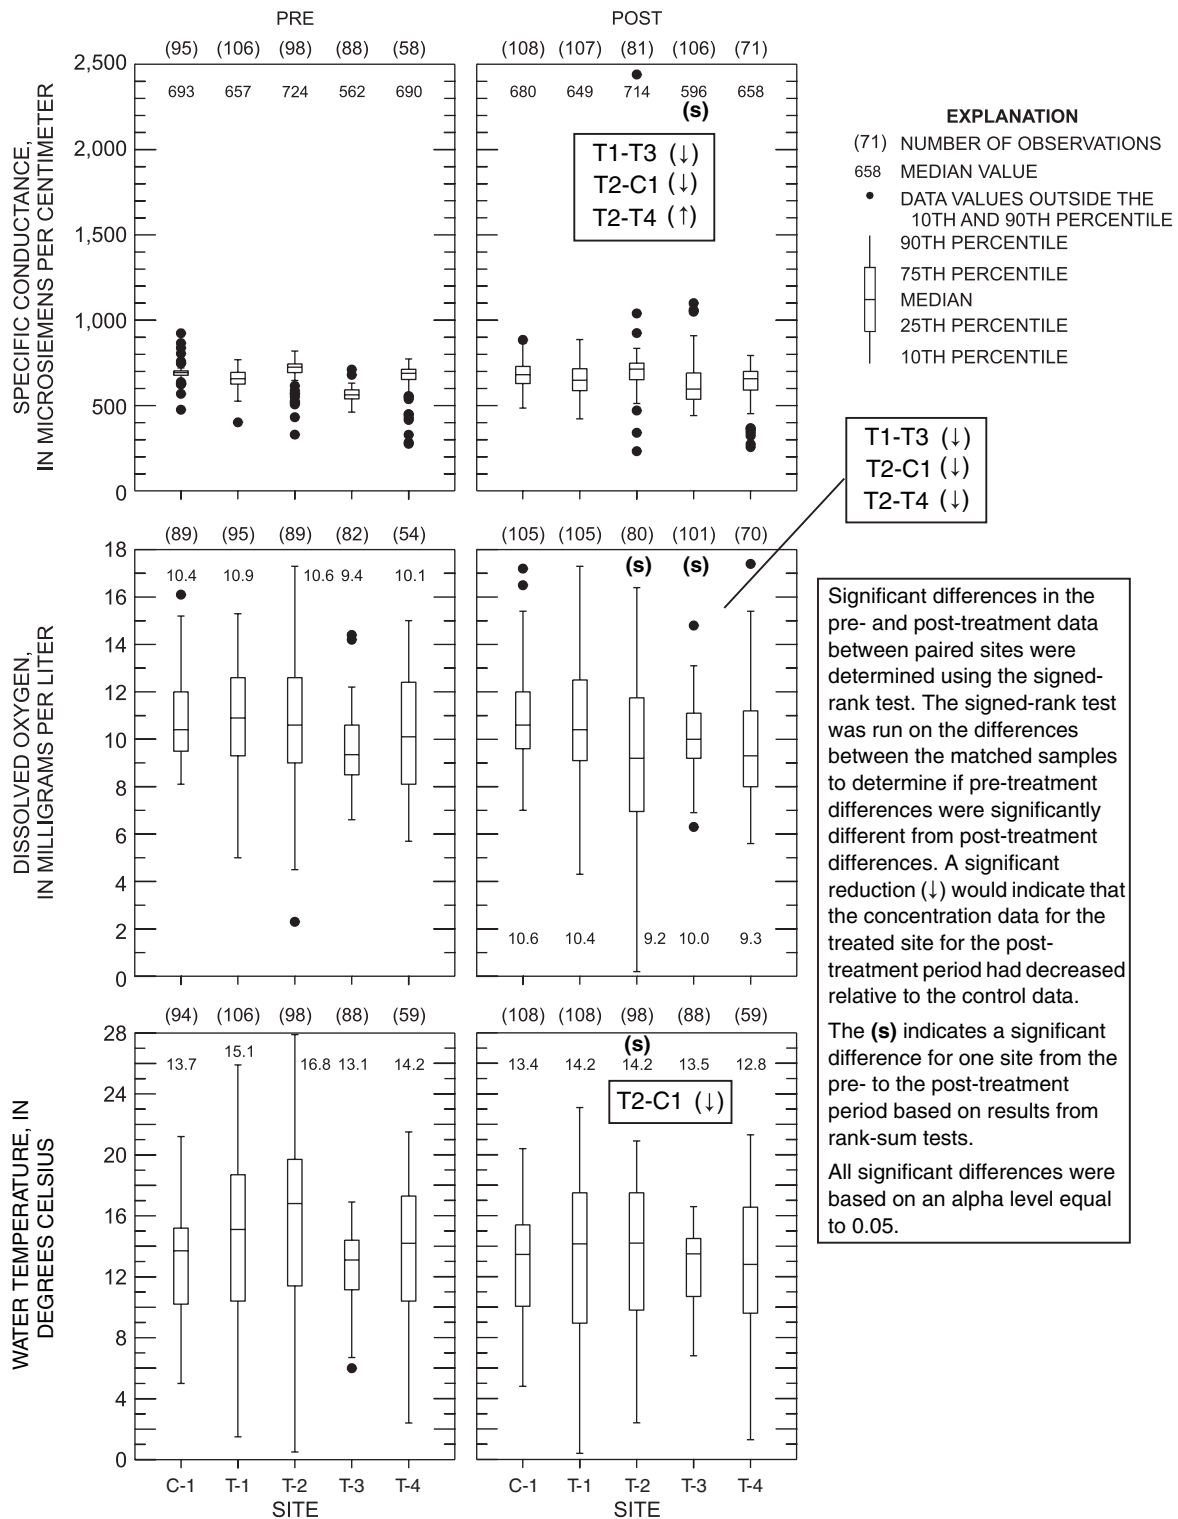 PRE
POST
(95) (106) (98) (88) (58)
(108) (107) (81) (106) (71)
SPECIFIC CONDUCTANCE,
IN MICROSIEMENS PER CENTIMETER
2,500
2,000
1,500
1,000
500
0
693 657 724 562 690
680 649 714 596 658
(s)
T1-T3 (↓)
T2-C1 (↓)
T2-T4 (↑)
EXPLANATION
(71) NUMBER OF OBSERVATIONS
658 MEDIAN VALUE
DATA VALUES OUTSIDE THE
10TH AND 90TH PERCENTILE
90TH PERCENTILE
75TH PERCENTILE
MEDIAN
25TH PERCENTILE
10TH PERCENTILE
T1-T3 (↓)
T2-C1 (↓)
T2-T4 (↓)
(89) (95) (89) (82) (54)
(105) (105) (80) (101) (70)
DISSOLVED OXYGEN,
IN MILLIGRAMS PER LITER
18
16
14
12
10
8
6
4
2
0
10.4 10.9 10.6 9.4 10.1
(s) (s)
10.6 10.4 9.2 10.0 9.3
Significant differences in the
pre- and post-treatment data
between paired sites were
determined using the signed-
rank test. The signed-rank test
was run on the differences
between the matched samples
to determine if pre-treatment
differences were significantly
different from post-treatment
differences. A significant
reduction (↓) would indicate that
the concentration data for the
treated site for the post-
treatment period had decreased
relative to the control data.
The (s) indicates a significant
difference for one site from the
pre- to the post-treatment
period based on results from
rank-sum tests.
All significant differences were
based on an alpha level equal
to 0.05.
(94) (106) (98) (88) (59)
(108) (108) (98) (88) (59)
WATER TEMPERATURE, IN
DEGREES CELSIUS
28
24
20
16
12
8
4
0
13.7 15.1 16.8 13.1 14.2
(s)
13.4 14.2 14.2 13.5 12.8
T2-C1 (↓)
C-1 T-1 T-2 T-3 T-4
SITE
C-1 T-1 T-2 T-3 T-4
SITE